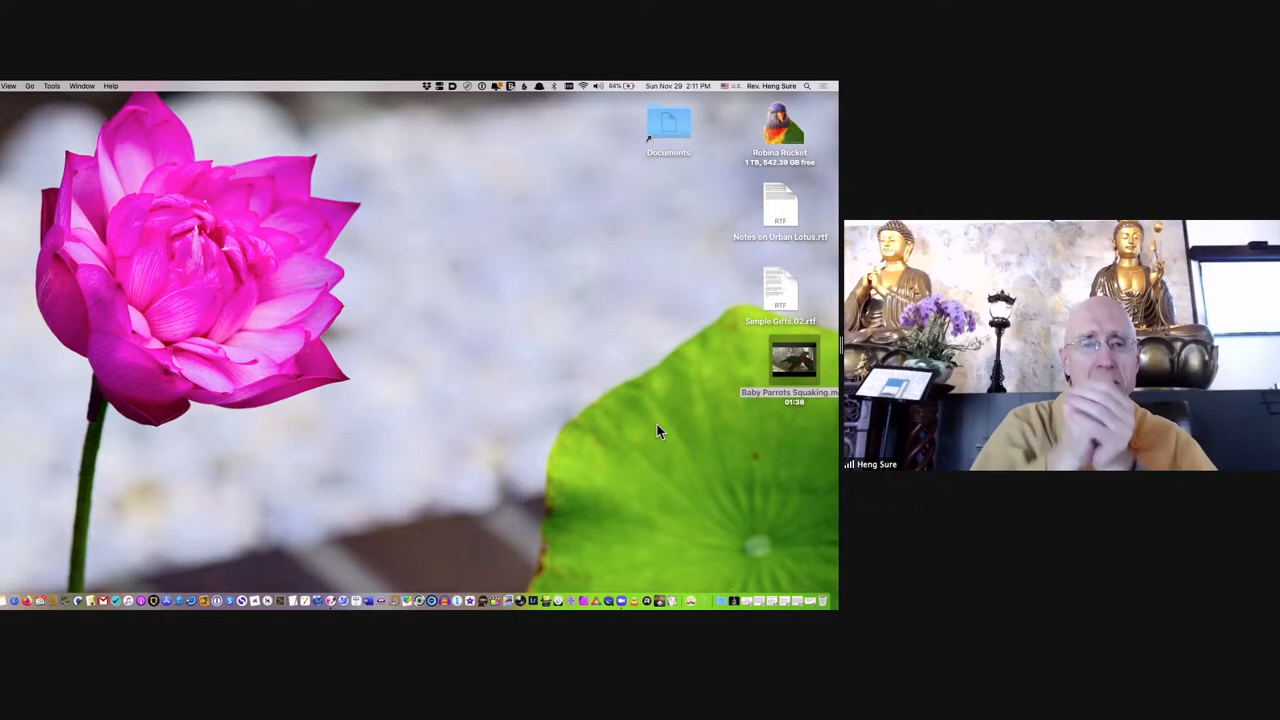 View Go Tools Window Help 84% Sun Nov 29 2:11 PM U.S. Rev. Heng Sure
Documents
Robina Rocket
1 TB, 542.39 GB free
RTF
Notes on Urban Lotus.rtf
RTF
Simple Gifts.02.rtf
Baby Parrots Squaking.m
01:38
Heng Sure